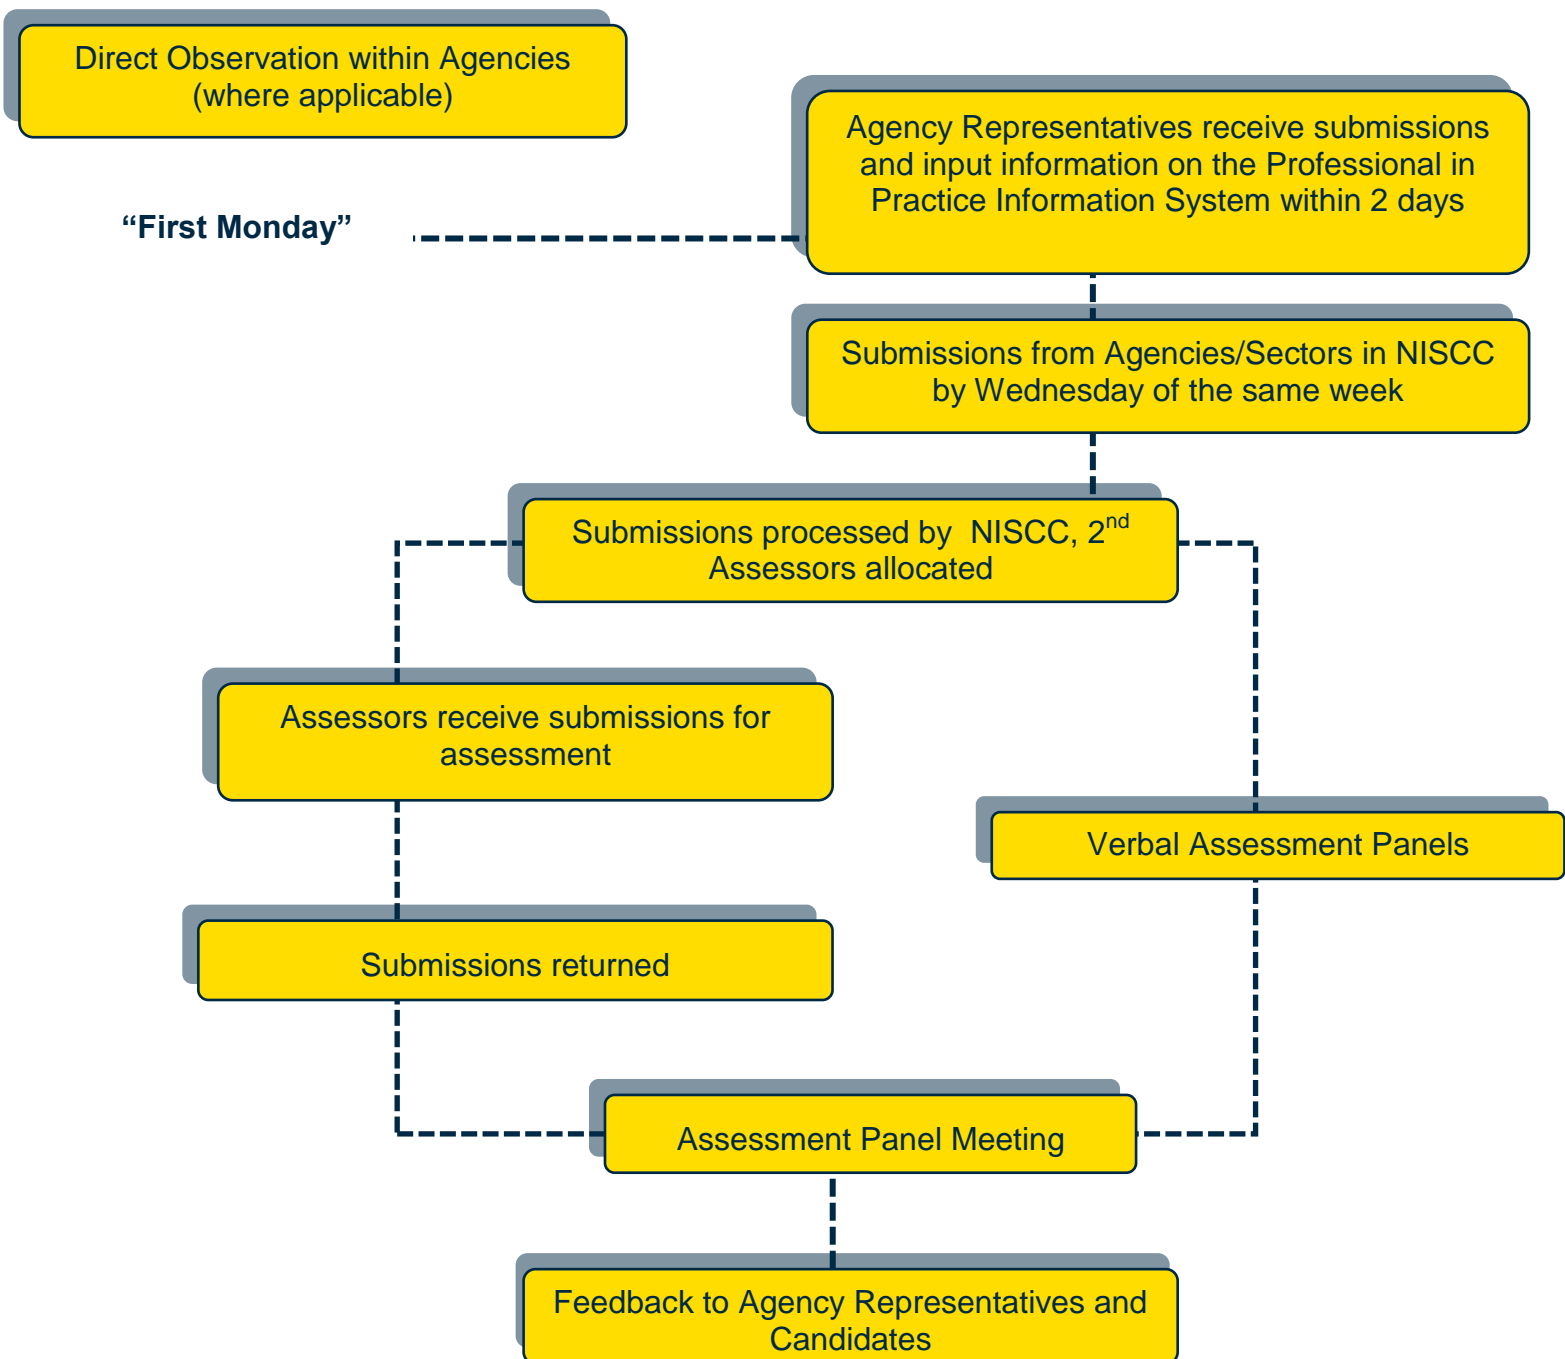 Direct Observation within Agencies
(where applicable)
Agency Representatives receive submissions
and input information on the Professional in
Practice Information System within 2 days
“First Monday”
Submissions from Agencies/Sectors in NISCC
by Wednesday of the same week
Submissions processed by  NISCC, 2nd
Assessors allocated
Assessors receive submissions for
assessment
Verbal Assessment Panels
Submissions returned
Assessment Panel Meeting
Feedback to Agency Representatives and
Candidates